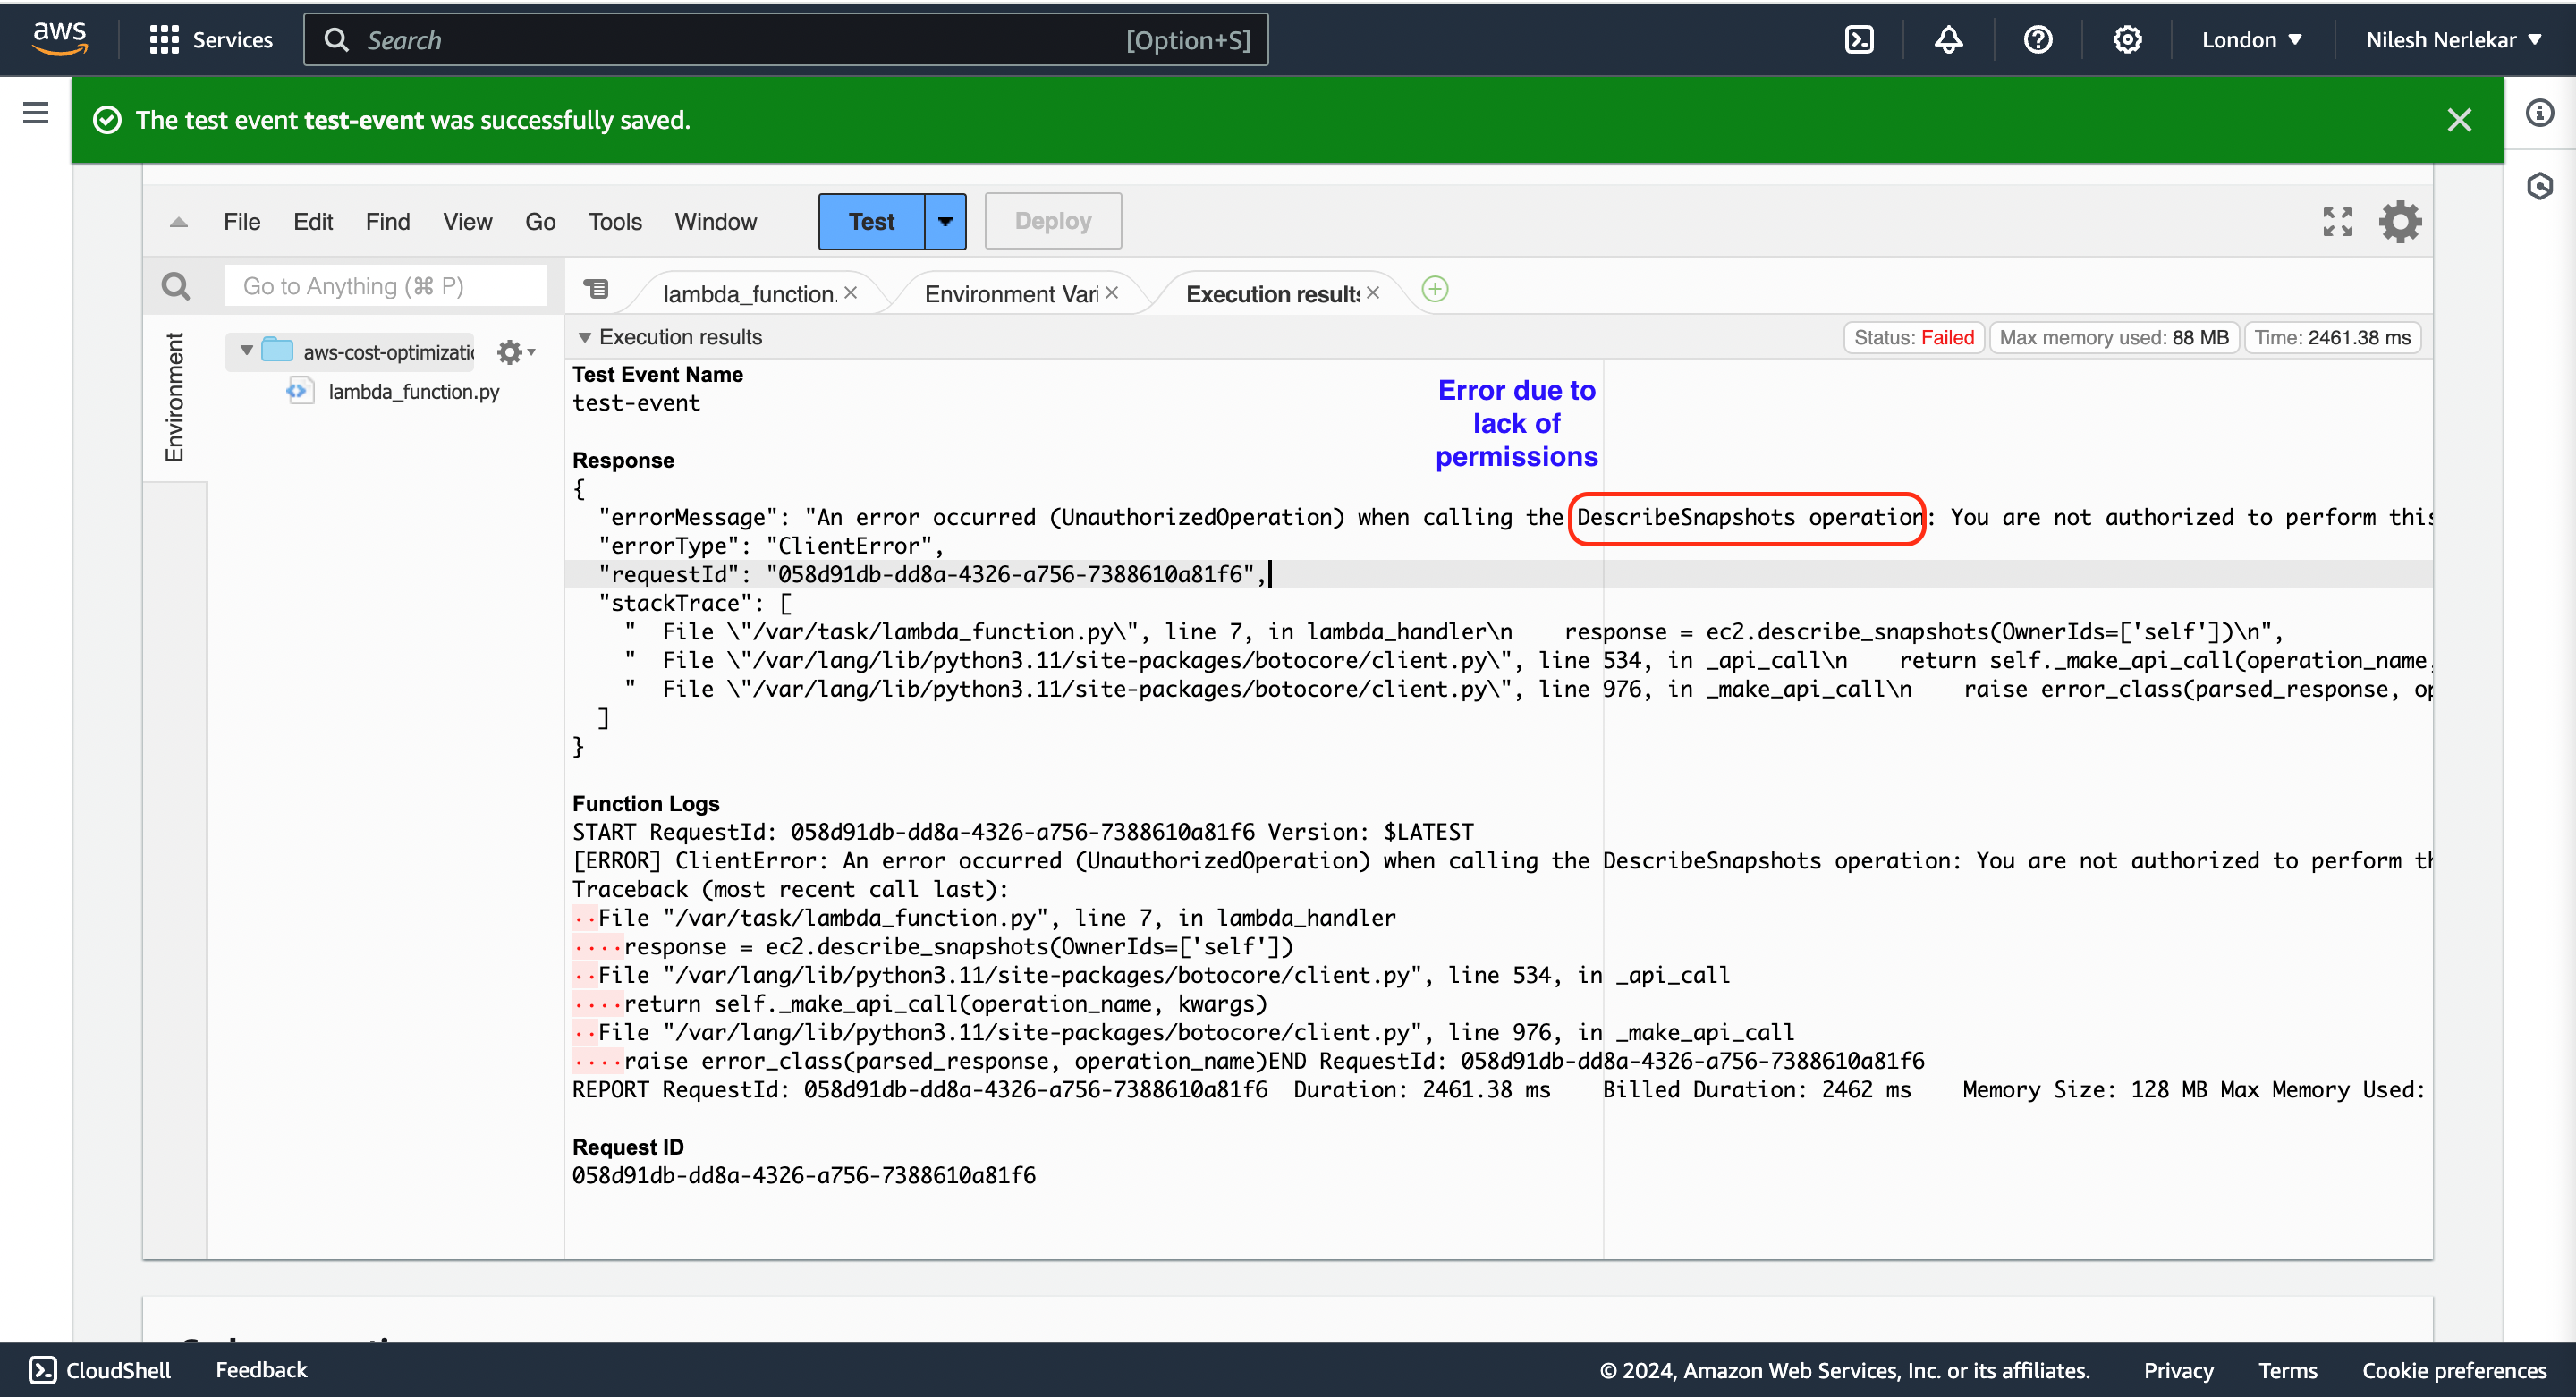 aws
Services
Search
[Option+S]
London ▼
Nilesh Nerlekar ▼
The test event test-event was successfully saved.
File Edit Find View Go Tools Window
Test
Deploy
Go to Anything (⌘ P)
lambda_function.
Environment Vari
Execution results
Environment
aws-cost-optimizatio
lambda_function.py
Execution results
Status: Failed
Max memory used: 88 MB
Time: 2461.38 ms
Test Event Name
test-event
Error due to
lack of
permissions
Response
{
"errorMessage": "An error occurred (UnauthorizedOperation) when calling the DescribeSnapshots operation: You are not authorized to perform this
"errorType": "ClientError",
"requestId": "058d91db-dd8a-4326-a756-7388610a81f6",
"stackTrace": [
"  File \"/var/task/lambda_function.py\", line 7, in lambda_handler\n    response = ec2.describe_snapshots(OwnerIds=['self'])\n",
"  File \"/var/lang/lib/python3.11/site-packages/botocore/client.py\", line 534, in _api_call\n    return self._make_api_call(operation_name,
"  File \"/var/lang/lib/python3.11/site-packages/botocore/client.py\", line 976, in _make_api_call\n    raise error_class(parsed_response, op
]
}
Function Logs
START RequestId: 058d91db-dd8a-4326-a756-7388610a81f6 Version: $LATEST
[ERROR] ClientError: An error occurred (UnauthorizedOperation) when calling the DescribeSnapshots operation: You are not authorized to perform th
Traceback (most recent call last):
File "/var/task/lambda_function.py", line 7, in lambda_handler
response = ec2.describe_snapshots(OwnerIds=['self'])
File "/var/lang/lib/python3.11/site-packages/botocore/client.py", line 534, in _api_call
return self._make_api_call(operation_name, kwargs)
File "/var/lang/lib/python3.11/site-packages/botocore/client.py", line 976, in _make_api_call
raise error_class(parsed_response, operation_name)END RequestId: 058d91db-dd8a-4326-a756-7388610a81f6
REPORT RequestId: 058d91db-dd8a-4326-a756-7388610a81f6  Duration: 2461.38 ms    Billed Duration: 2462 ms    Memory Size: 128 MB Max Memory Used:
Request ID
058d91db-dd8a-4326-a756-7388610a81f6
CloudShell
Feedback
© 2024, Amazon Web Services, Inc. or its affiliates.
Privacy
Terms
Cookie preferences